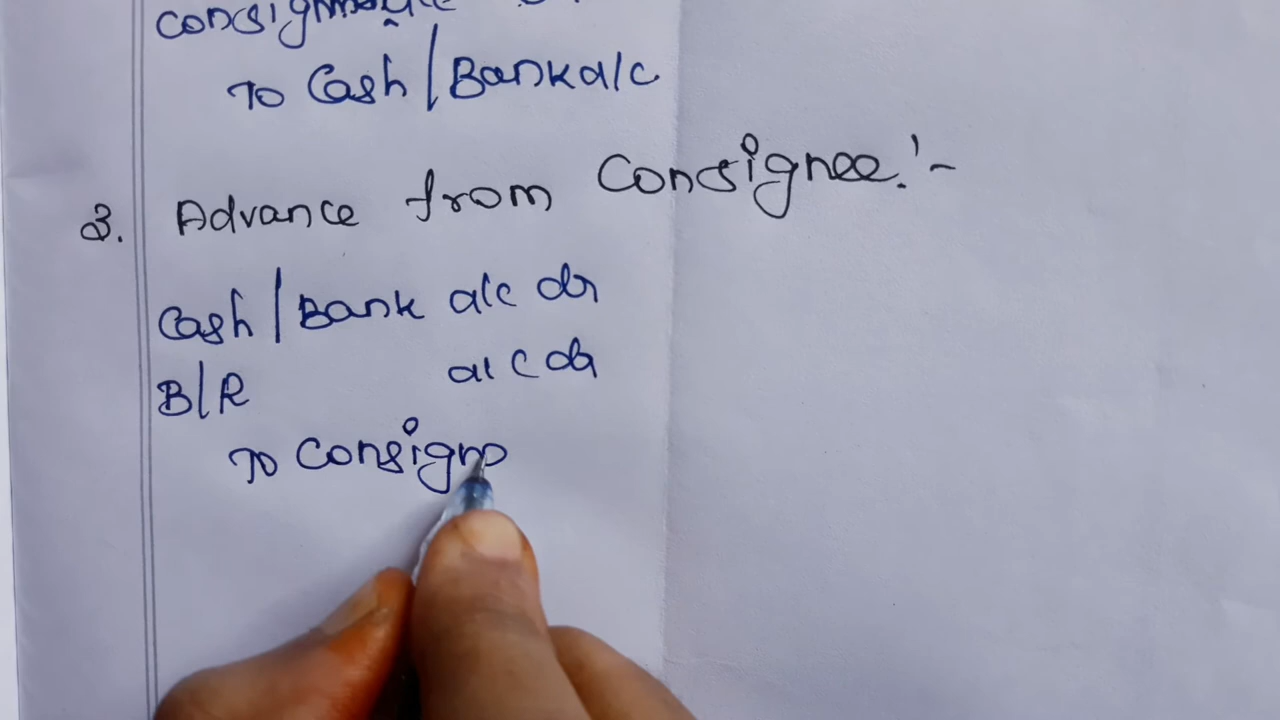 To Cash/Bank a/c
3. Advance from Consignee:-
Cash/Bank a/c dr
B/R a/c dr
To Consign